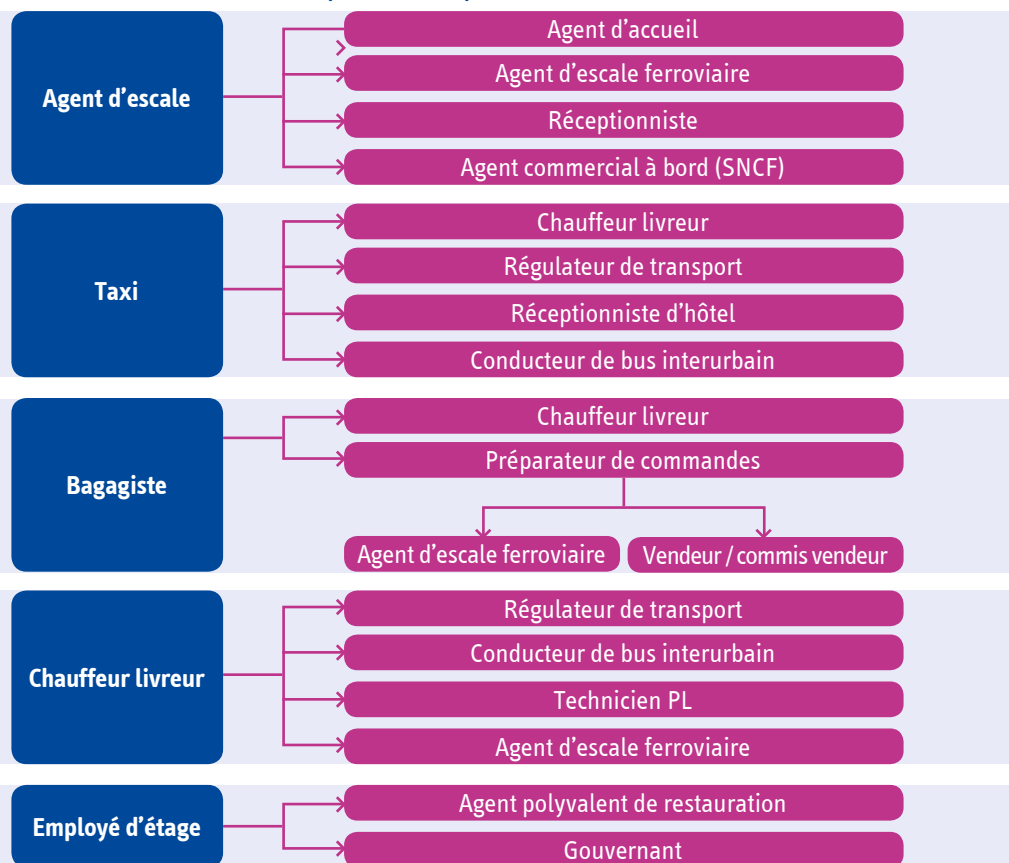 Agent d'accueil
Agent d'escale ferroviaire
Agent d'escale
Réceptionniste
Agent commercial à bord (SNCF)
Chauffeur livreur
Régulateur de transport
Taxi
Réceptionniste d'hôtel
Conducteur de bus interurbain
Chauffeur livreur
Préparateur de commandes
Bagagiste
Agent d'escale ferroviaire
Vendeur / commis vendeur
Régulateur de transport
Conducteur de bus interurbain
Chauffeur livreur
Technicien PL
Agent d'escale ferroviaire
Agent polyvalent de restauration
Employé d'étage
Gouvernant